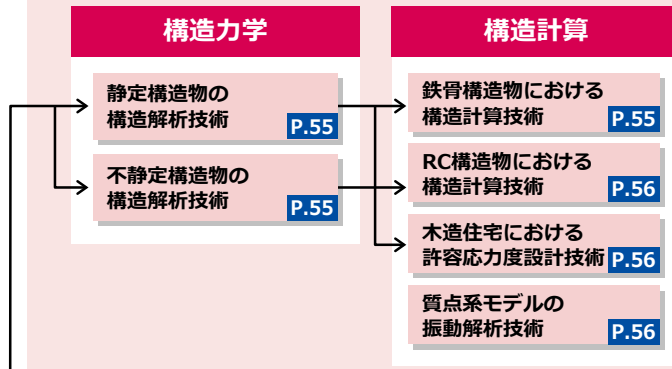 構造力学
静定構造物の
構造解析技術
P.55
不静定構造物の
構造解析技術
P.55
構造計算
鉄骨構造物における
構造計算技術
P.55
RC構造物における
構造計算技術
P.56
木造住宅における
許容応力度設計技術
P.56
質点系モデルの
振動解析技術
P.56